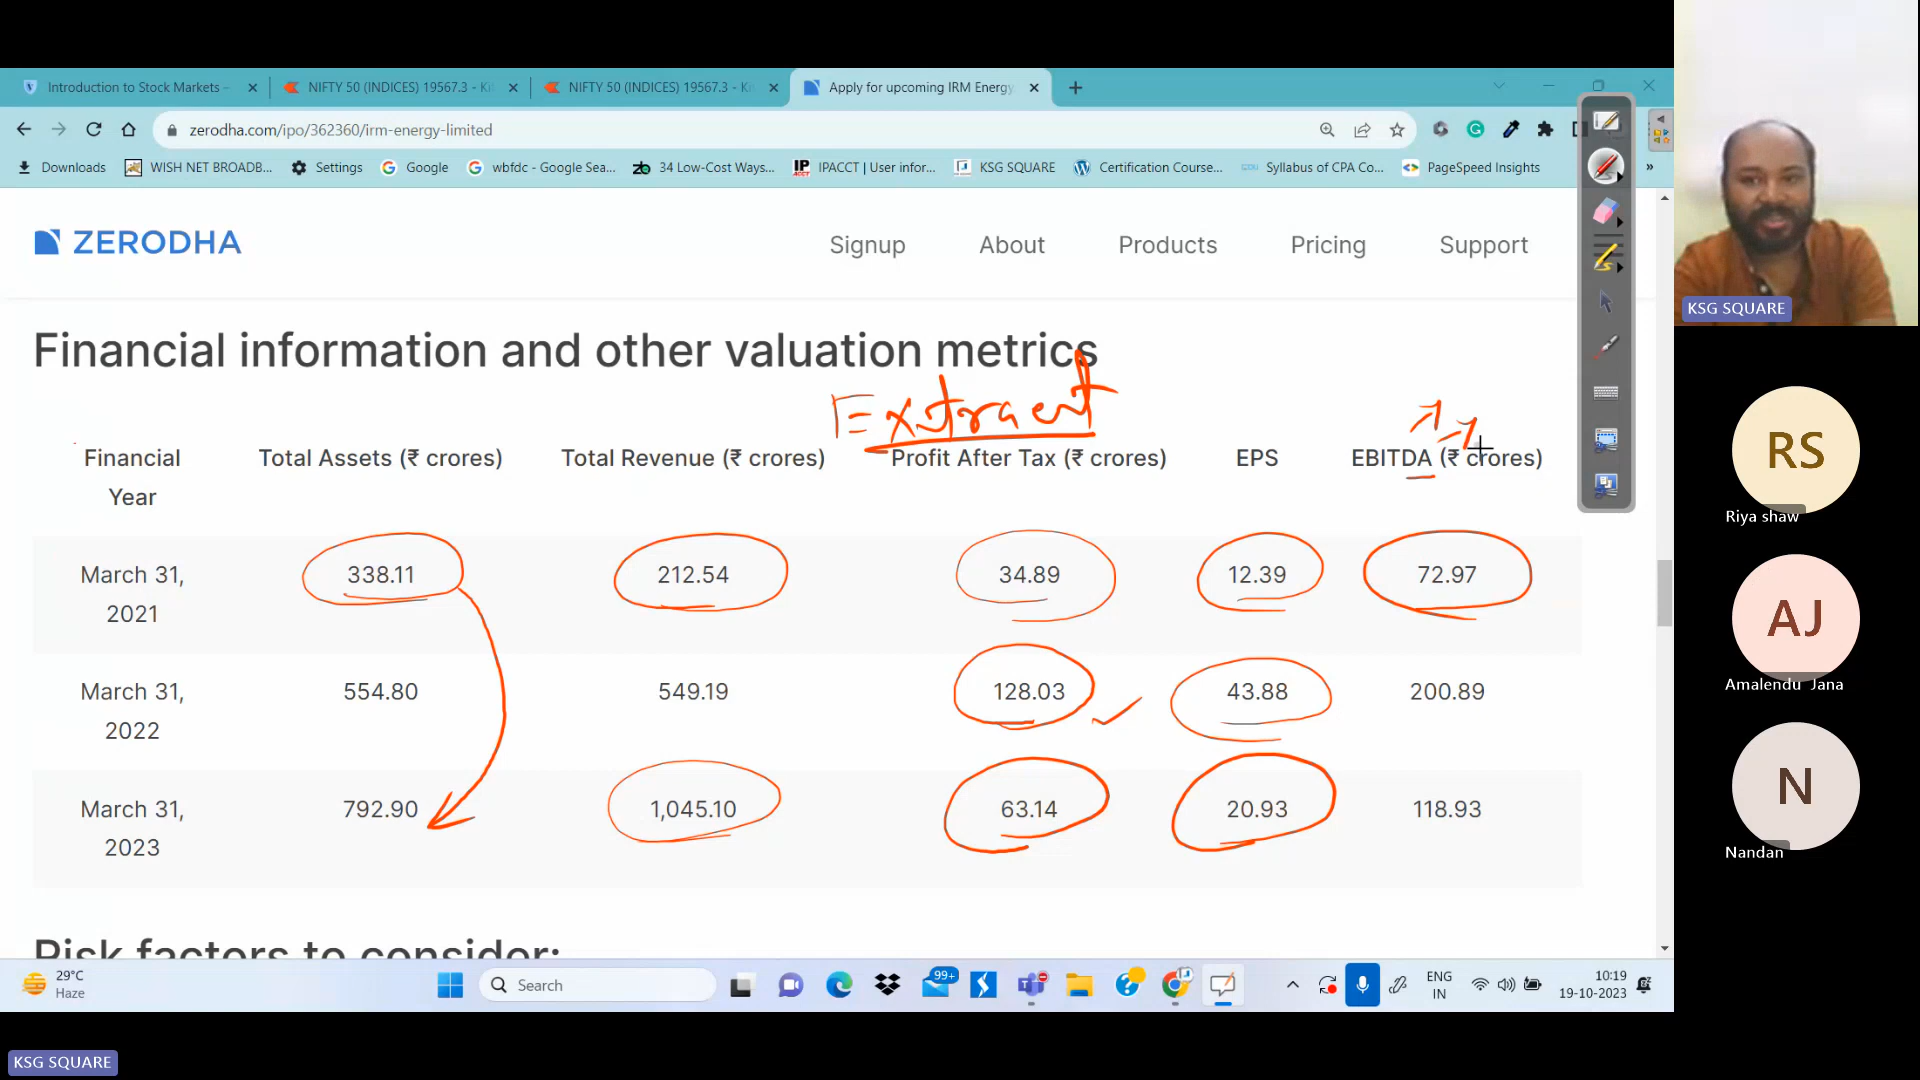 Introduction to Stock Markets –
NIFTY 50 (INDICES) 19567.3 - Ki
NIFTY 50 (INDICES) 19567.3 - Ki
Apply for upcoming IRM Energy
zerodha.com/ipo/362360/irm-energy-limited
Downloads
WISH NET BROADB...
Settings
Google
wbfdc - Google Sea...
34 Low-Cost Ways...
IPACCT | User infor...
KSG SQUARE
Certification Course...
Syllabus of CPA Co...
PageSpeed Insights
»
ZERODHA
Signup About Products Pricing Support
KSG SQUARE
Financial information and other valuation metrics
Financial Year Total Assets (₹ crores) Total Revenue (₹ crores) Profit After Tax (₹ crores) EPS EBITDA (₹ crores)
March 31, 2021 338.11 212.54 34.89 12.39 72.97
March 31, 2022 554.80 549.19 128.03 43.88 200.89
March 31, 2023 792.90 1,045.10 63.14 20.93 118.93
Risk factors to consider:
RS
Riya shaw
AJ
Amalendu Jana
N
Nandan
29°C
Haze
Search
99+
ENG
IN
10:19
19-10-2023
KSG SQUARE